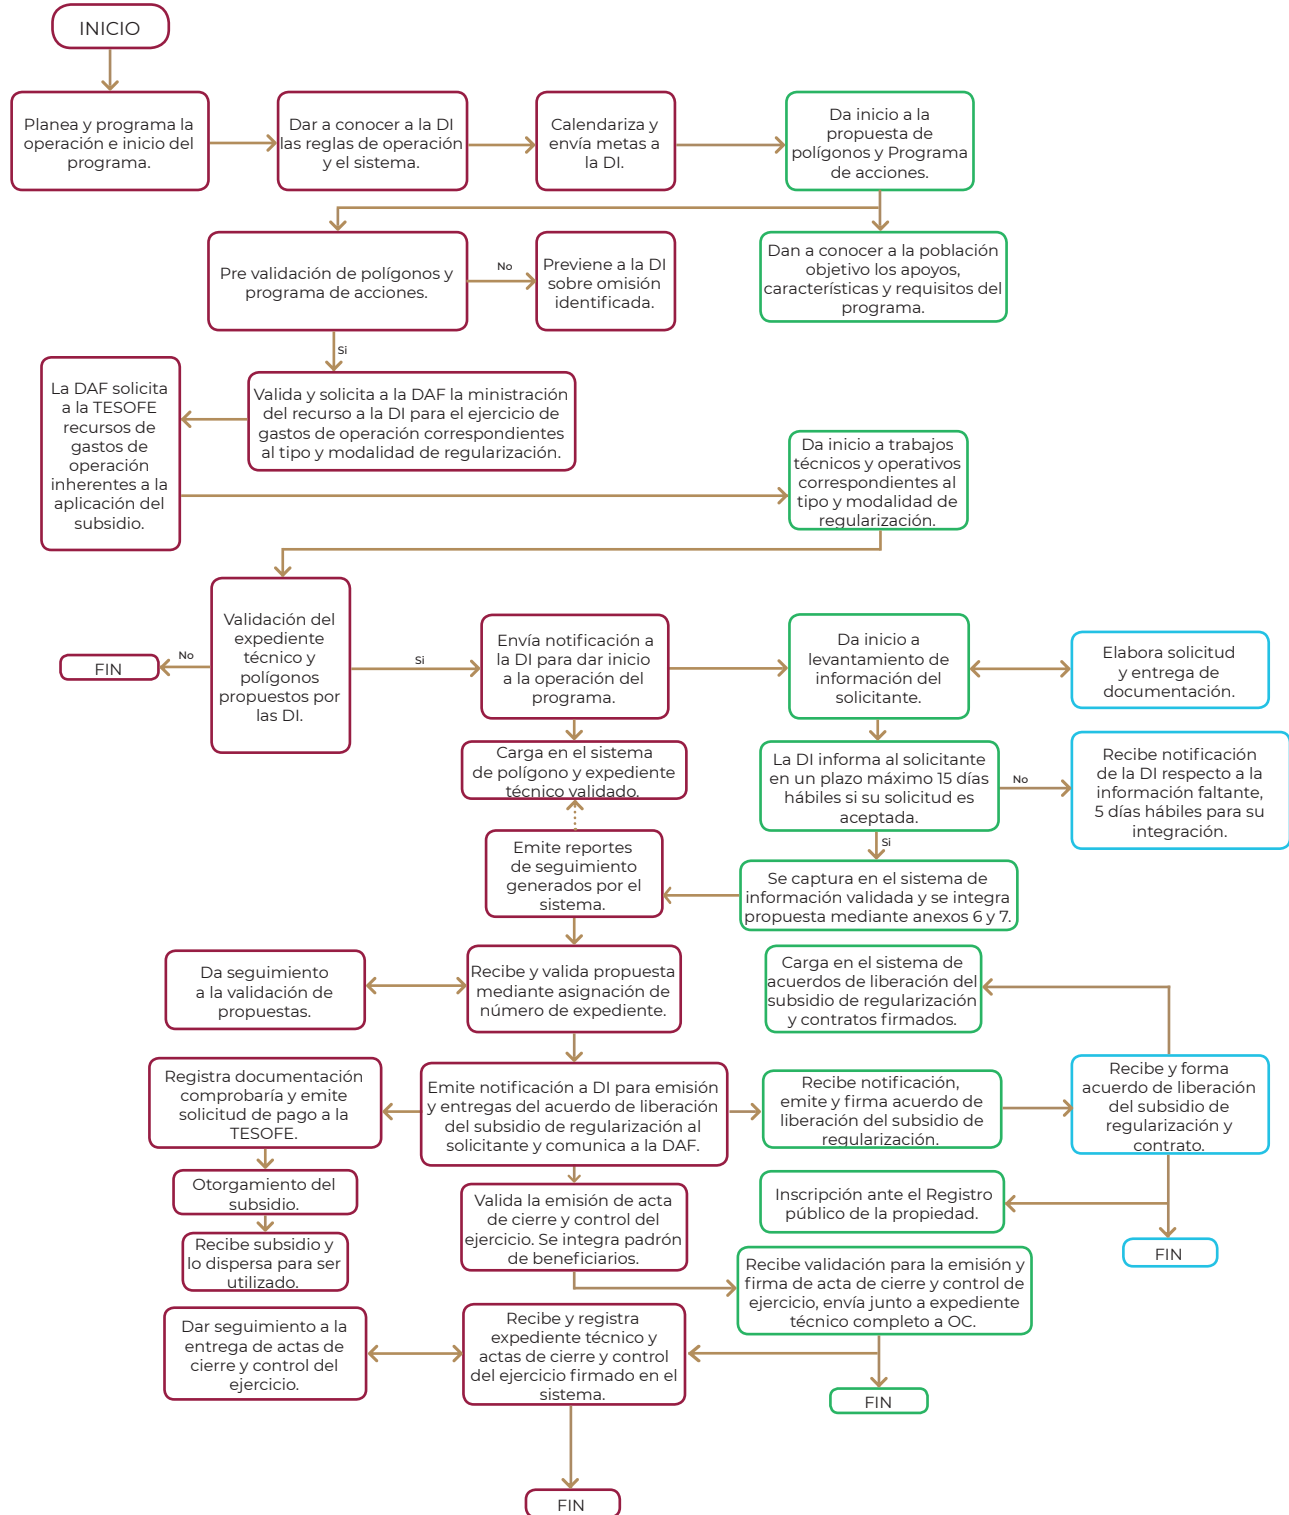 INICIO
Planea y programa la
operación e inicio del
programa.
Dar a conocer a la DI
las reglas de operación
y el sistema.
Calendariza y
envía metas a
la DI.
Da inicio a la
propuesta de
polígonos y Programa
de acciones.
Pre validación de polígonos y
programa de acciones.
No
Previene a la DI
sobre omisión
identificada.
Dan a conocer a la población
objetivo los apoyos,
características y requisitos del
programa.
Si
La DAF solicita
a la TESOFE
recursos de
gastos de
operación
inherentes a la
aplicación del
subsidio.
Valida y solicita a la DAF la ministración
del recurso a la DI para el ejercicio de
gastos de operación correspondientes
al tipo y modalidad de regularización.
Da inicio a trabajos
técnicos y operativos
correspondientes al
tipo y modalidad de
regularización.
FIN
No
Validación del
expediente
técnico y
polígonos
propuestos por
las DI.
Si
Envía notificación a
la DI para dar inicio
a la operación del
programa.
Da inicio a
levantamiento de
información del
solicitante.
Elabora solicitud
y entrega de
documentación.
Carga en el sistema
de polígono y expediente
técnico validado.
La DI informa al solicitante
en un plazo máximo 15 días
hábiles si su solicitud es
aceptada.
No
Recibe notificación
de la DI respecto a la
información faltante,
5 días hábiles para su
integración.
Si
Emite reportes
de seguimiento
generados por el
sistema.
Se captura en el sistema de
información validada y se integra
propuesta mediante anexos 6 y 7.
Da seguimiento
a la validación de
propuestas.
Recibe y valida propuesta
mediante asignación de
número de expediente.
Carga en el sistema de
acuerdos de liberación del
subsidio de regularización
y contratos firmados.
Registra documentación
comprobaría y emite
solicitud de pago a la
TESOFE.
Emite notificación a DI para emisión
y entregas del acuerdo de liberación
del subsidio de regularización al
solicitante y comunica a la DAF.
Recibe notificación,
emite y firma acuerdo de
liberación del subsidio de
regularización.
Recibe y forma
acuerdo de liberación
del subsidio de
regularización y
contrato.
Otorgamiento del
subsidio.
Valida la emisión de acta
de cierre y control del
ejercicio. Se integra padrón
de beneficiarios.
Inscripción ante el Registro
público de la propiedad.
FIN
Recibe subsidio y
lo dispersa para ser
utilizado.
Recibe validación para la emisión y
firma de acta de cierre y control de
ejercicio, envía junto a expediente
técnico completo a OC.
Dar seguimiento a la
entrega de actas de
cierre y control del
ejercicio.
Recibe y registra
expediente técnico y
actas de cierre y control
del ejercicio firmado en el
sistema.
FIN
FIN